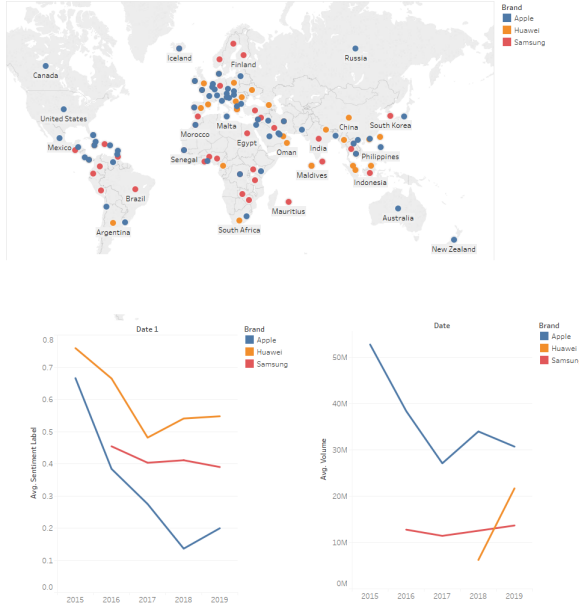 Brand
Apple
Huawei
Samsung
Iceland
Finland
Russia
Canada
United States
Mexico
Morocco
Malta
Egypt
Oman
China
South Korea
India
Senegal
Maldives
Philippines
Indonesia
Brazil
Mauritius
Argentina
South Africa
Australia
New Zealand
Date 1
Brand
Apple
Huawei
Samsung
Avg. Sentiment Label
0.8
0.7
0.6
0.5
0.4
0.3
0.2
0.1
0.0
2015 2016 2017 2018 2019
Date
Brand
Apple
Huawei
Samsun
Avg. Volume
50M
40M
30M
20M
10M
0M
2015 2016 2017 2018 2019